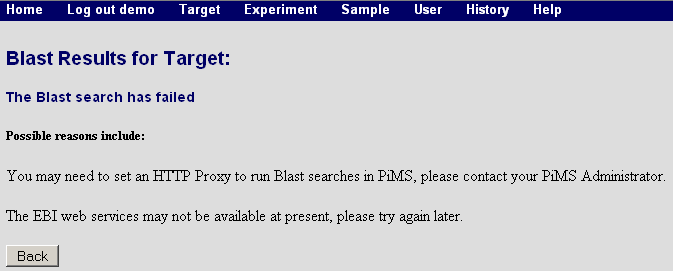 Home Log out demo Target Experiment Sample User History Help
Blast Results for Target:
The Blast search has failed
Possible reasons include:
You may need to set an HTTP Proxy to run Blast searches in PiMS, please contact your PiMS Administrator.
The EBI web services may not be available at present, please try again later.
Back